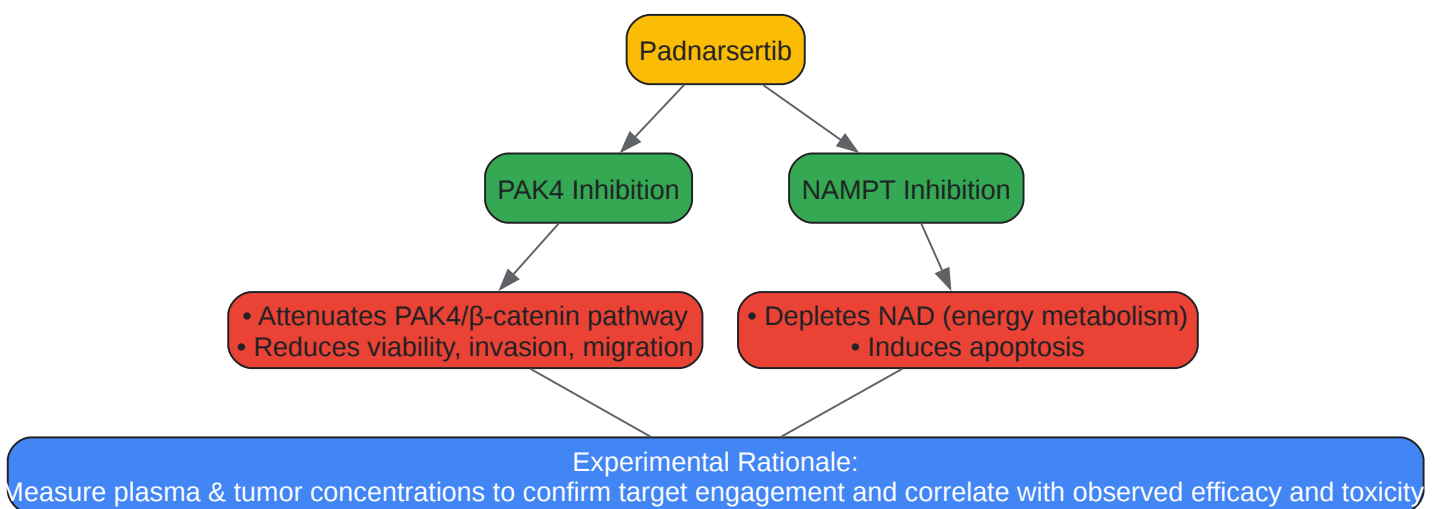 Padnarsertib
PAK4 Inhibition
NAMPT Inhibition
• Attenuates PAK4/β-catenin pathway
• Reduces viability, invasion, migration
• Depletes NAD (energy metabolism)
• Induces apoptosis
Experimental Rationale:
Measure plasma & tumor concentrations to confirm target engagement and correlate with observed efficacy and toxicity